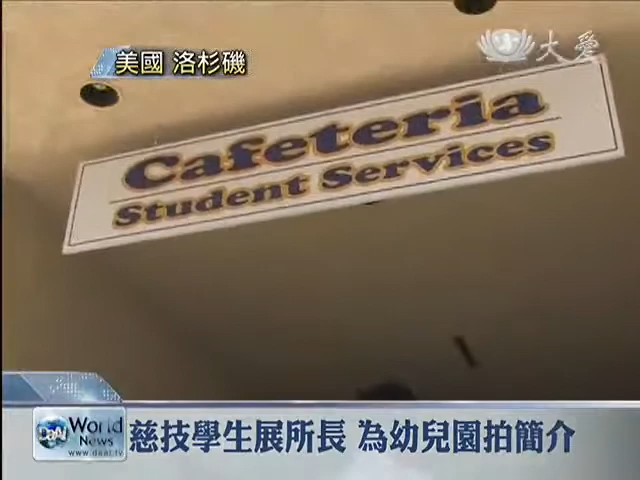 大愛
美國 洛杉磯
Cafeteria
Student Services
DaAi World News
www.daai.tv
慈技學生展所長 為幼兒園拍簡介